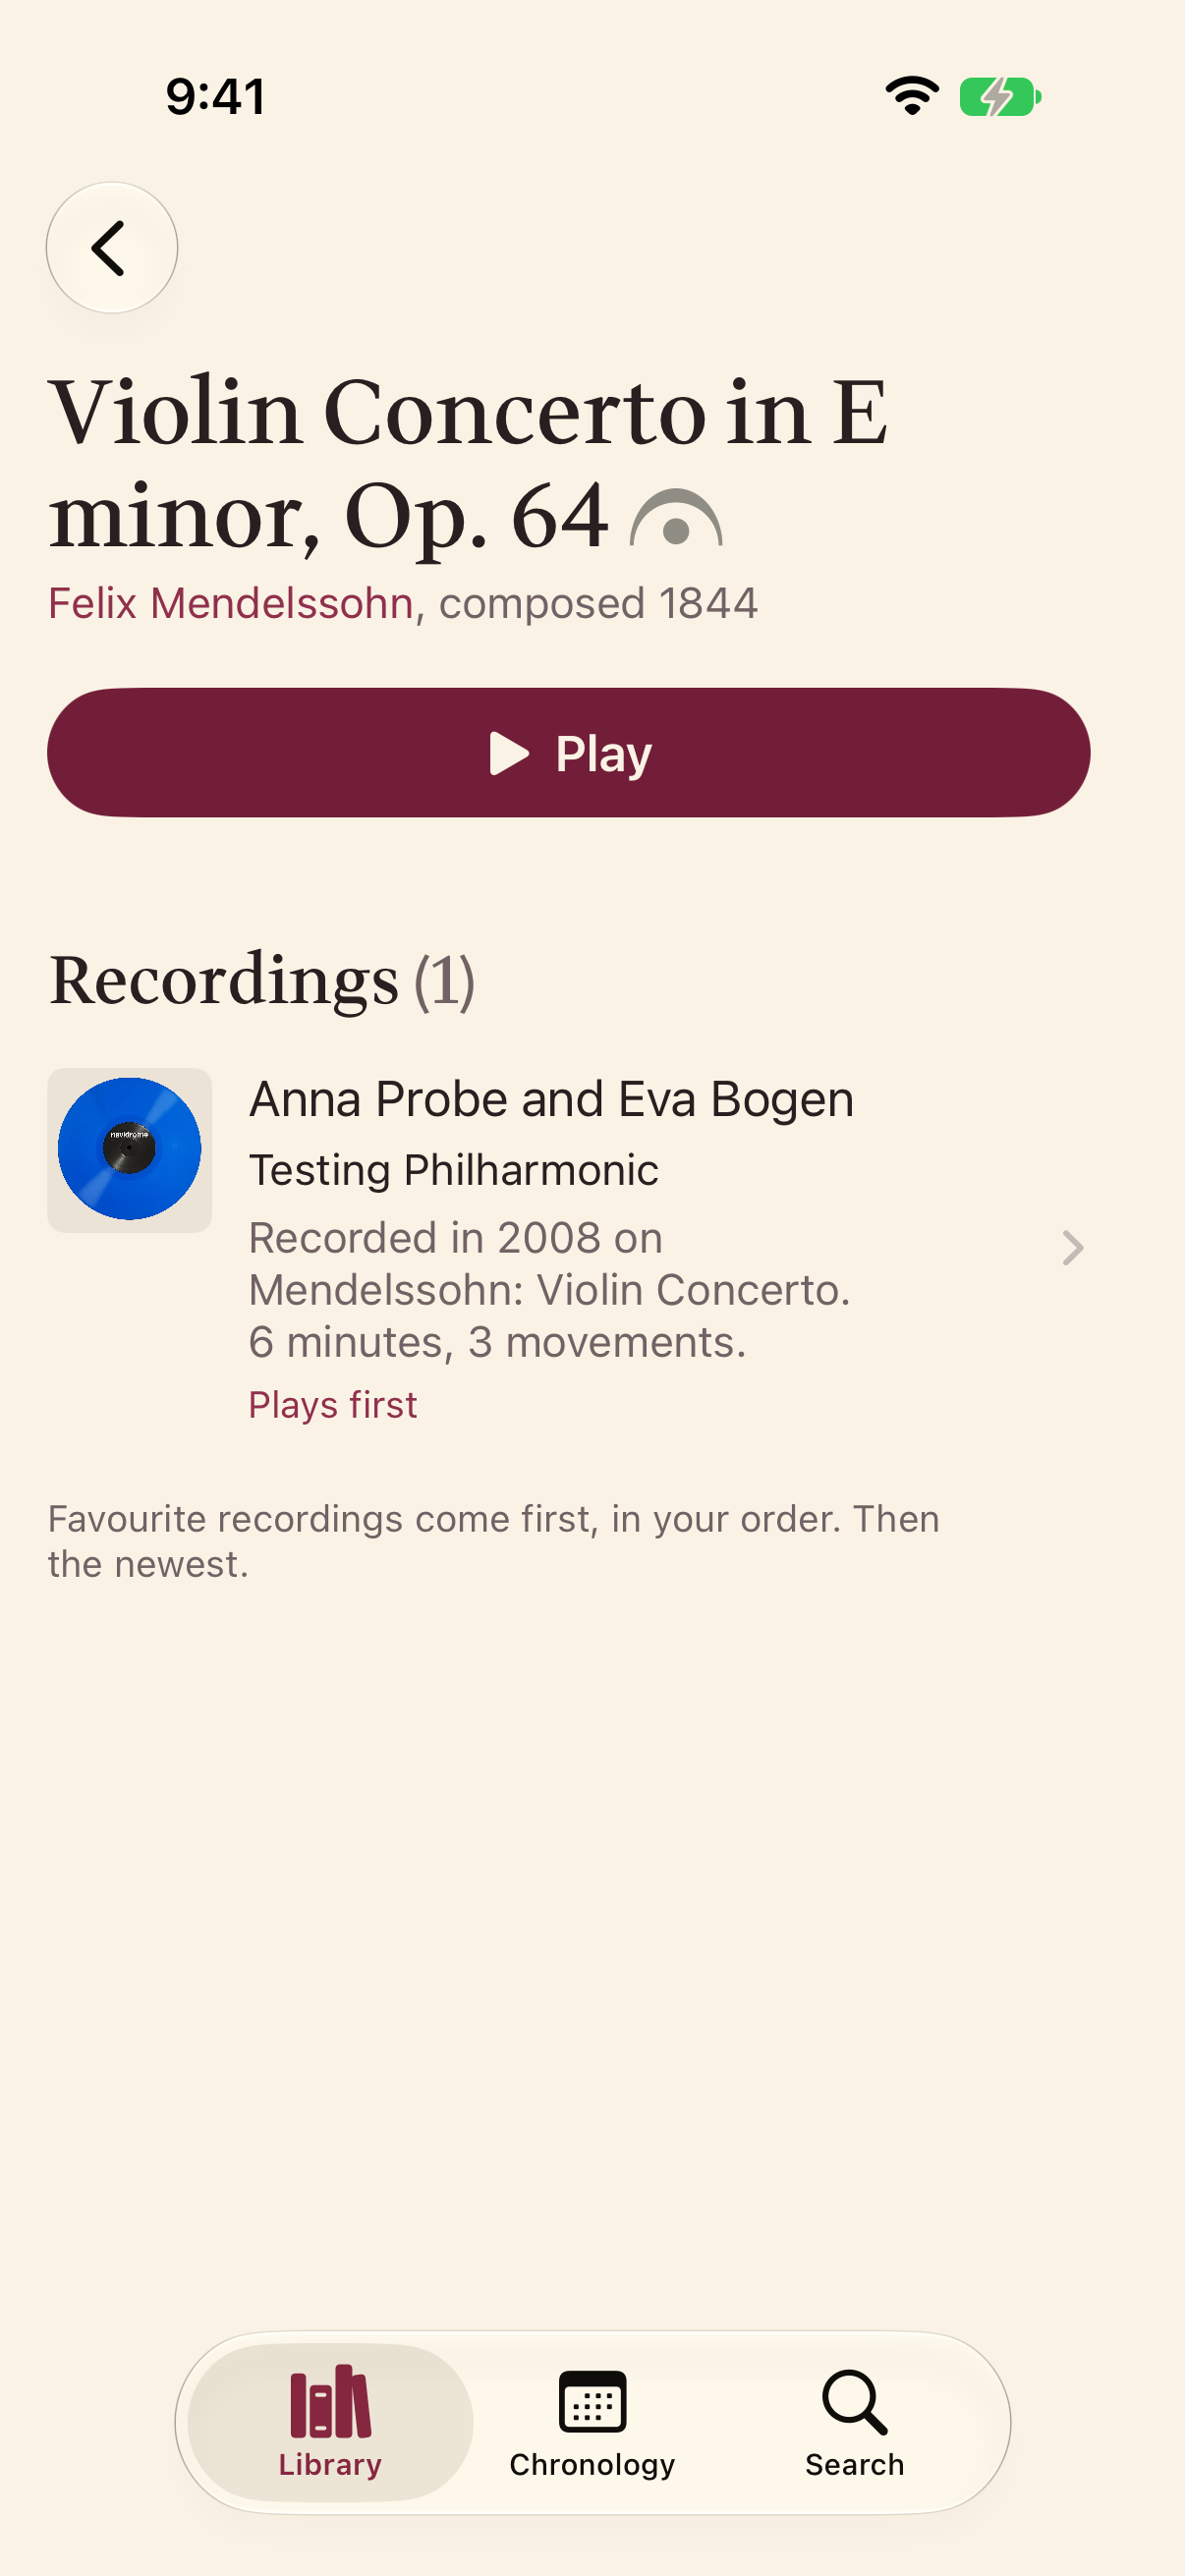 9:41
Violin Concerto in E
minor, Op. 64
Felix Mendelssohn, composed 1844
Play
Recordings (1)
navidrome
Anna Probe and Eva Bogen
Testing Philharmonic
Recorded in 2008 on
Mendelssohn: Violin Concerto.
6 minutes, 3 movements.
Plays first
Favourite recordings come first, in your order. Then
the newest.
Library
Chronology
Search